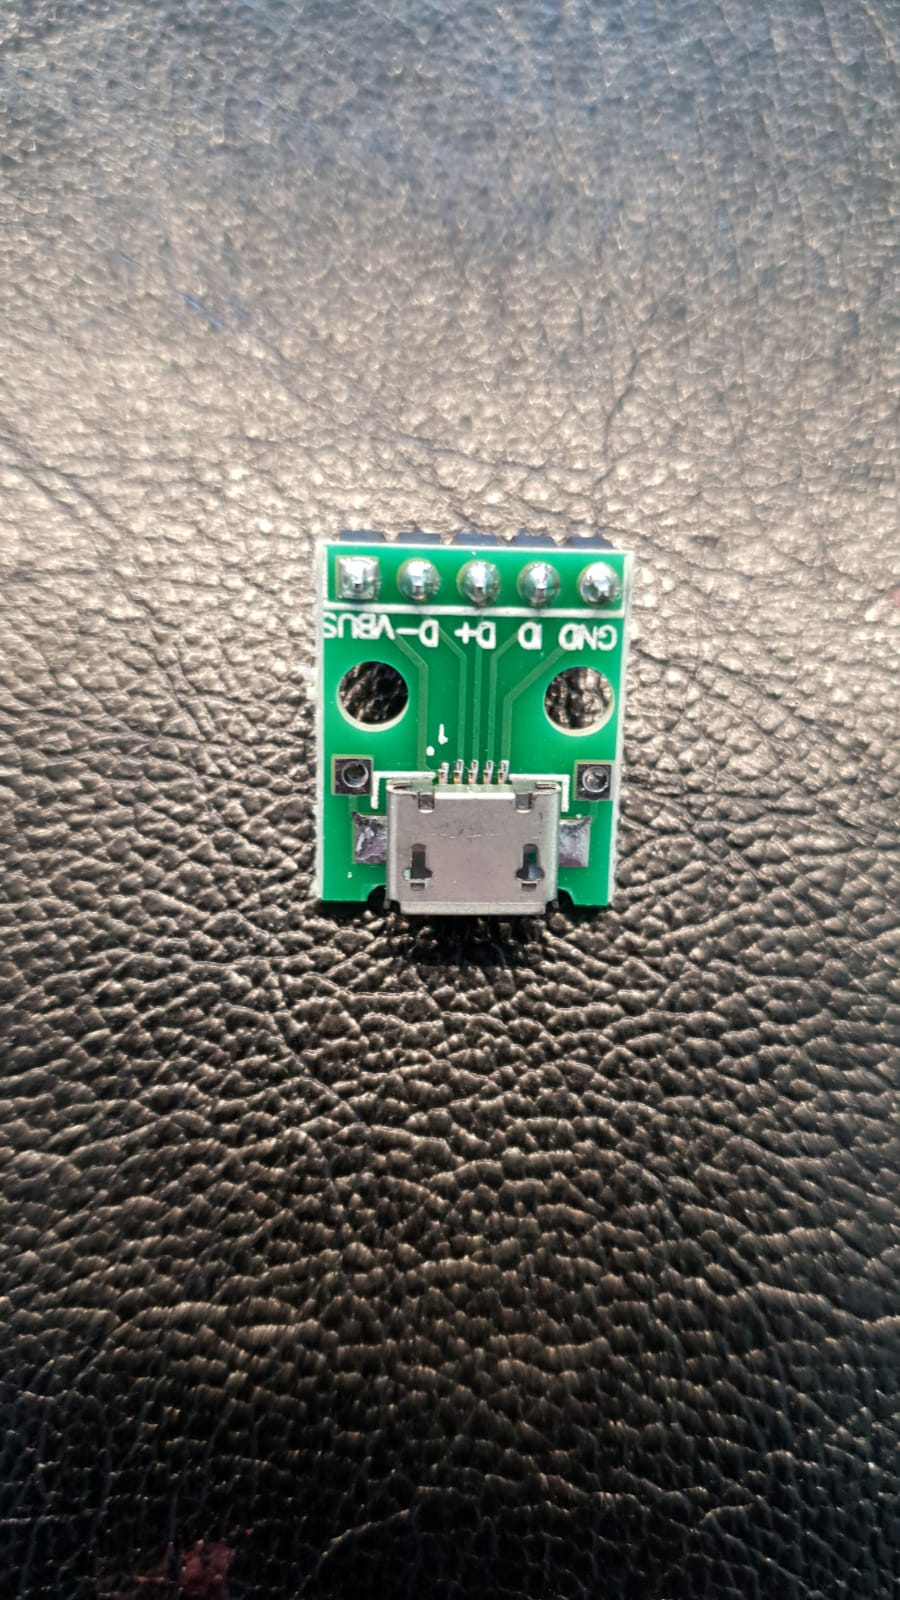 1
GND ID D+ D- VBUS